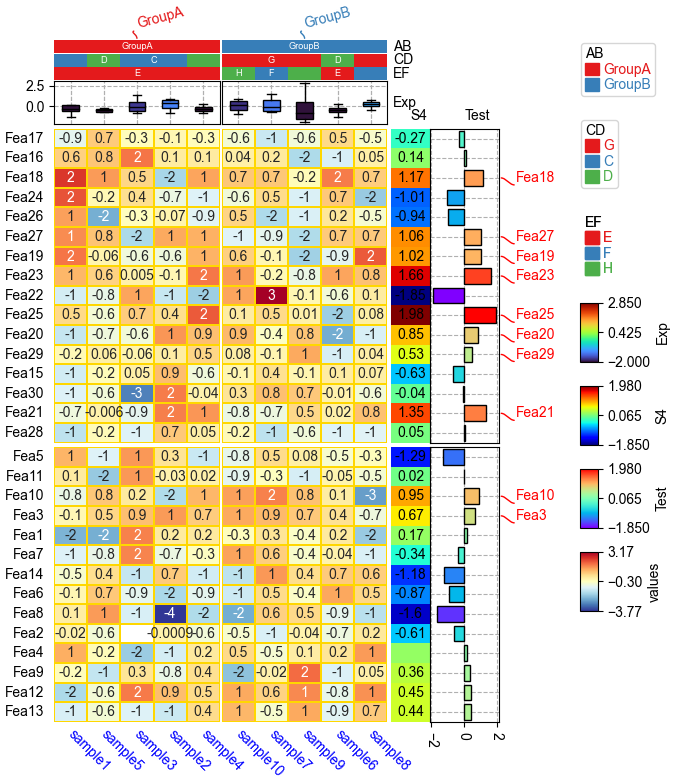 GroupA GroupB
GroupA GroupB AB
D C G D CD
E H F E EF
2.5
0.0
Exp
S4 Test
Fea17 -0.9 0.7 -0.3 -0.1 -0.3 -0.6 -1 -0.6 0.5 -0.5 -0.27
Fea16 0.6 0.8 2 0.1 0.1 0.04 0.2 -2 -1 0.05 0.14
Fea18 2 1 0.5 -2 1 0.7 0.7 -0.2 2 0.7 1.17 Fea18
Fea24 2 -0.2 0.4 0.7 -1 -0.6 0.5 -1 0.7 -2 -1.01
Fea26 1 -2 -0.3 -0.07 -0.9 0.5 -2 -1 0.2 -0.5 -0.94
Fea27 1 0.8 -2 1 1 -1 -0.9 -2 0.7 0.7 1.06 Fea27
Fea19 2 -0.06 -0.6 -0.6 1 0.6 -0.1 -2 -0.9 2 1.02 Fea19
Fea23 1 0.6 0.005 -0.1 2 1 -0.2 -0.8 1 0.8 1.66 Fea23
Fea22 -1 -0.8 1 -1 -2 1 3 -0.1 -0.6 0.1 -1.85
Fea25 0.5 -0.6 0.7 0.4 2 0.1 0.5 0.01 -2 0.08 1.98 Fea25
Fea20 -1 -0.7 -0.6 1 0.9 0.9 -0.4 0.8 -2 -1 0.85 Fea20
Fea29 -0.2 0.06 -0.06 0.1 0.5 0.08 -0.1 1 -1 0.04 0.53 Fea29
Fea15 -1 -0.2 0.05 0.9 -0.6 -0.1 0.4 -0.1 0.1 0.07 -0.63
Fea30 -1 -0.6 -3 2 -0.04 0.3 0.8 0.7 -0.01 -0.6 -0.04
Fea21 -0.7 -0.006 -0.9 2 1 -0.8 -0.7 0.5 0.02 0.8 1.35 Fea21
Fea28 -1 -0.2 -1 0.7 0.05 -0.2 -1 -0.6 -1 -1 0.05
Fea5 1 -1 1 0.3 -1 -0.8 0.5 0.08 -0.5 -0.3 -1.29
Fea11 0.1 -2 1 -0.03 0.02 -0.9 -0.3 -1 -0.05 -0.5 0.02
Fea10 -0.8 0.8 0.2 -2 1 1 2 0.8 0.1 -3 0.95 Fea10
Fea3 -0.1 0.5 0.9 1 0.7 1 0.9 0.7 0.4 -0.7 0.67 Fea3
Fea1 -2 -2 2 0.2 0.2 -0.3 0.3 -0.4 0.2 -2 0.17
Fea7 -1 -0.8 2 -0.7 -0.3 1 0.6 -0.4 -0.04 -1 -0.34
Fea14 -0.5 0.4 -1 0.7 -1 -1 1 0.4 0.7 0.6 -1.18
Fea6 -0.1 0.7 -0.9 -2 -0.9 -1 0.5 -0.4 1 -0.5 -0.87
Fea8 0.1 1 -1 -4 -2 -2 0.6 0.5 -0.9 -1 -1.6
Fea2 -0.02 -0.6 -0.0009 -0.6 -0.5 -1 -0.04 -0.7 0.2 -0.61
Fea4 1 -0.2 -2 -1 0.2 0.5 -0.5 0.1 0.2 1
Fea9 -0.2 -1 0.3 -0.8 0.4 -2 -0.02 2 -1 0.05 0.36
Fea12 -2 -0.6 2 0.9 0.5 1 0.6 1 -0.8 1 0.45
Fea13 -1 -0.6 -1 -1 0.4 1 -0.5 1 -0.9 0.7 0.44
-2 0 2
sample1 sample5 sample3 sample2 sample4 sample10 sample7 sample9 sample6 sample8
AB
GroupA
GroupB
CD
G
C
D
EF
E
F
H
2.850
0.425
-2.000
Exp
1.980
0.065
-1.850
S4
1.980
0.065
-1.850
Test
3.17
-0.30
-3.77
values